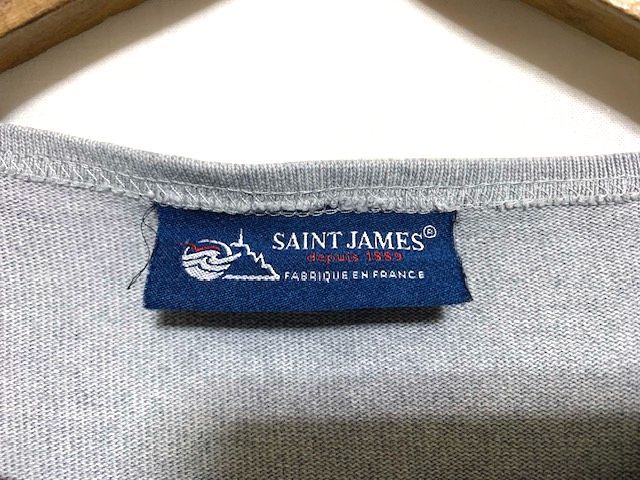 SAINT JAMES®
depuis 1889
FABRIQUE EN FRANCE